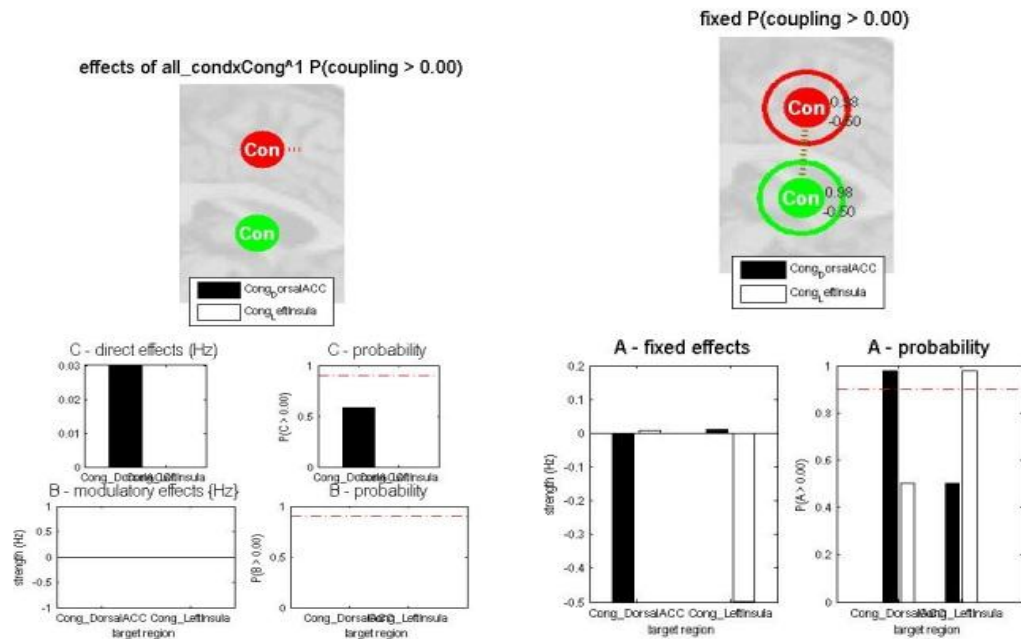 effects of all_condxCong^1 P(coupling > 0.00)
Con
Con
Cong_DorsalACC
Cong_LeftInsula
C - direct effects (Hz)
0.03
0.02
0.01
0
C - probability
1
0.5
0
P(C > 0.00)
B - modulatory effects {Hz}
1
0.5
0
-0.5
-1
strength (Hz)
Cong_DorsalACC Cong_LeftInsula
target region
B - probability
1
0.5
0
P(B > 0.00)
Cong_DorsalACC Cong_LeftInsula
target region
fixed P(coupling > 0.00)
Con
-0.50
Con
0.98
-0.50
Cong_DorsalACC
Cong_LeftInsula
A - fixed effects
0.2
0.1
0
-0.1
-0.2
-0.3
-0.4
-0.5
strength (Hz)
Cong_DorsalACC Cong_LeftInsula
target region
A - probability
1
0.8
0.6
0.4
0.2
0
P(A > 0.00)
target region